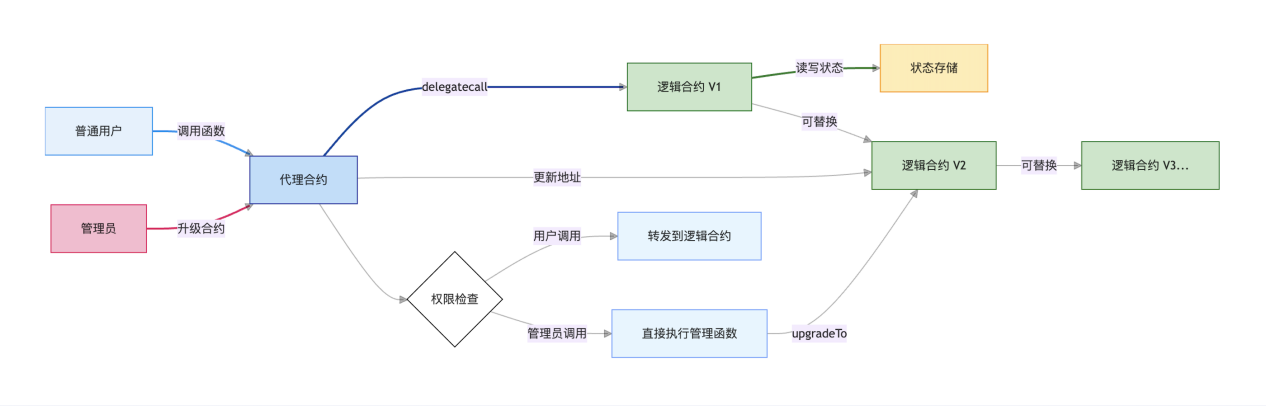 状态存储
读写状态
delegatecall
逻辑合约 V1
可替换
普通用户
调用函数
代理合约
更新地址
逻辑合约 V2
可替换
逻辑合约 V3...
管理员
升级合约
用户调用
转发到逻辑合约
权限检查
管理员调用
直接执行管理函数
upgradeTo